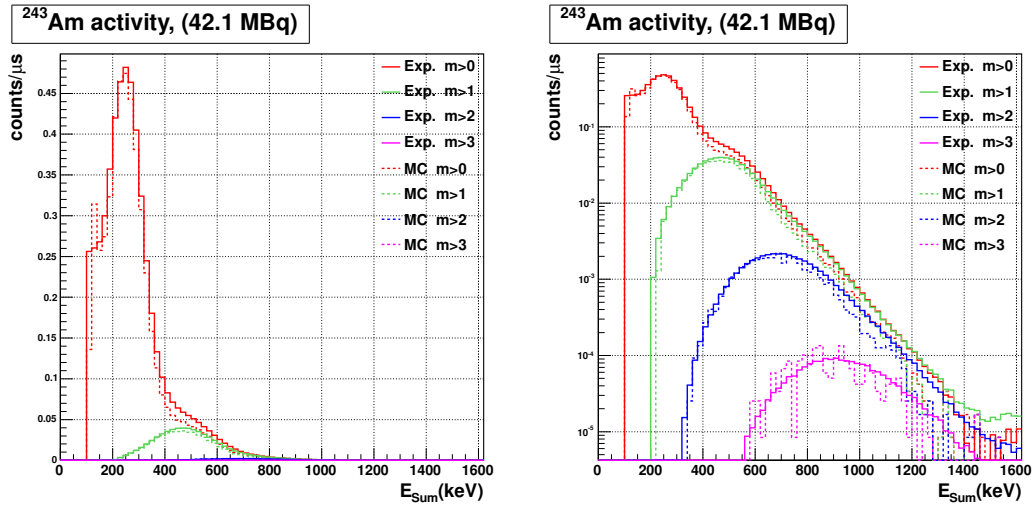 ²⁴³Am activity, (42.1 MBq)
counts/μs
0.45
0.4
0.35
0.3
0.25
0.2
0.15
0.1
0.05
0
Exp. m>0
Exp. m>1
Exp. m>2
Exp. m>3
MC m>0
MC m>1
MC m>2
MC m>3
0 200 400 600 800 1000 1200 1400 1600
E_Sum(keV)
²⁴³Am activity, (42.1 MBq)
counts/μs
10⁻¹
10⁻²
10⁻³
10⁻⁴
10⁻⁵
Exp. m>0
Exp. m>1
Exp. m>2
Exp. m>3
MC m>0
MC m>1
MC m>2
MC m>3
0 200 400 600 800 1000 1200 1400 1600
E_Sum(keV)